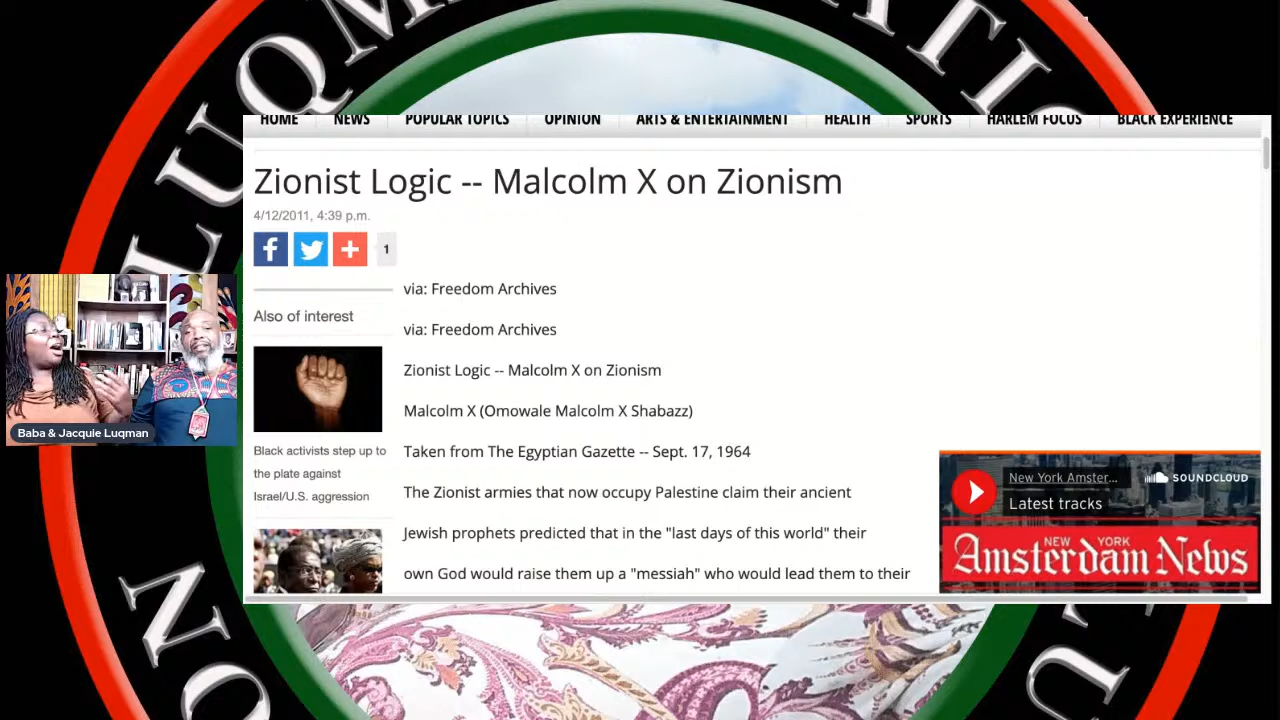 LUQM
ATIO
HOME NEWS POPULAR TOPICS OPINION ARTS & ENTERTAINMENT HEALTH SPORTS HARLEM FOCUS BLACK EXPERIENCE
Zionist Logic -- Malcolm X on Zionism
4/12/2011, 4:39 p.m.
1
via: Freedom Archives
Also of interest
via: Freedom Archives
Zionist Logic -- Malcolm X on Zionism
Malcolm X (Omowale Malcolm X Shabazz)
Baba & Jacquie Luqman
Black activists step up to
the plate against
Israel/U.S. aggression
Taken from The Egyptian Gazette -- Sept. 17, 1964
The Zionist armies that now occupy Palestine claim their ancient
Jewish prophets predicted that in the "last days of this world" their
own God would raise them up a "messiah" who would lead them to their
New York Amster...
SOUNDCLOUD
Latest tracks
NEW YORK
Amsterdam News
ON
UT